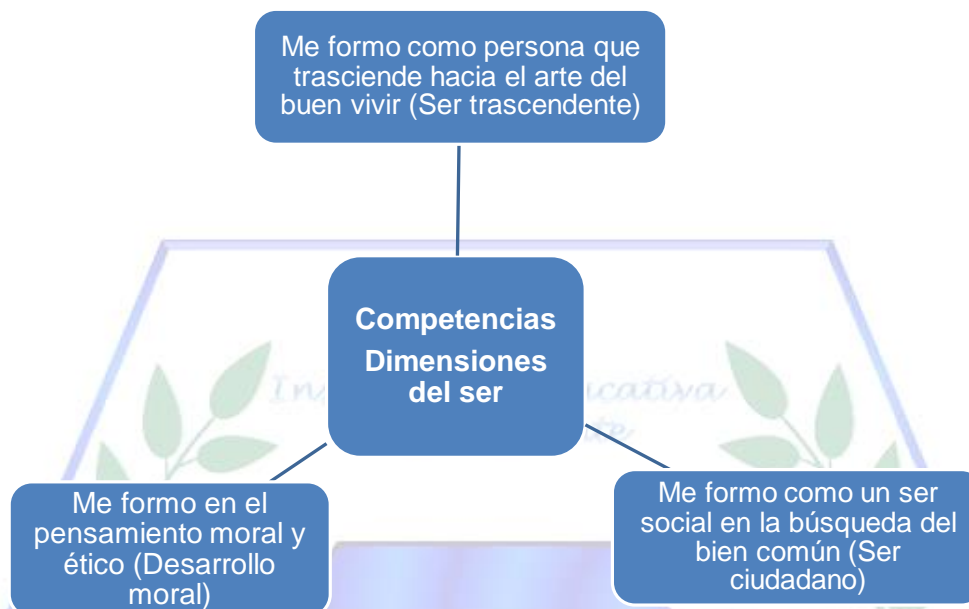 Me formo como persona que
trasciende hacia el arte del
buen vivir (Ser trascendente)
Competencias
Dimensiones
del ser
Me formo en el
pensamiento moral y
ético (Desarrollo
moral)
Me formo como un ser
social en la búsqueda del
bien común (Ser
ciudadano)